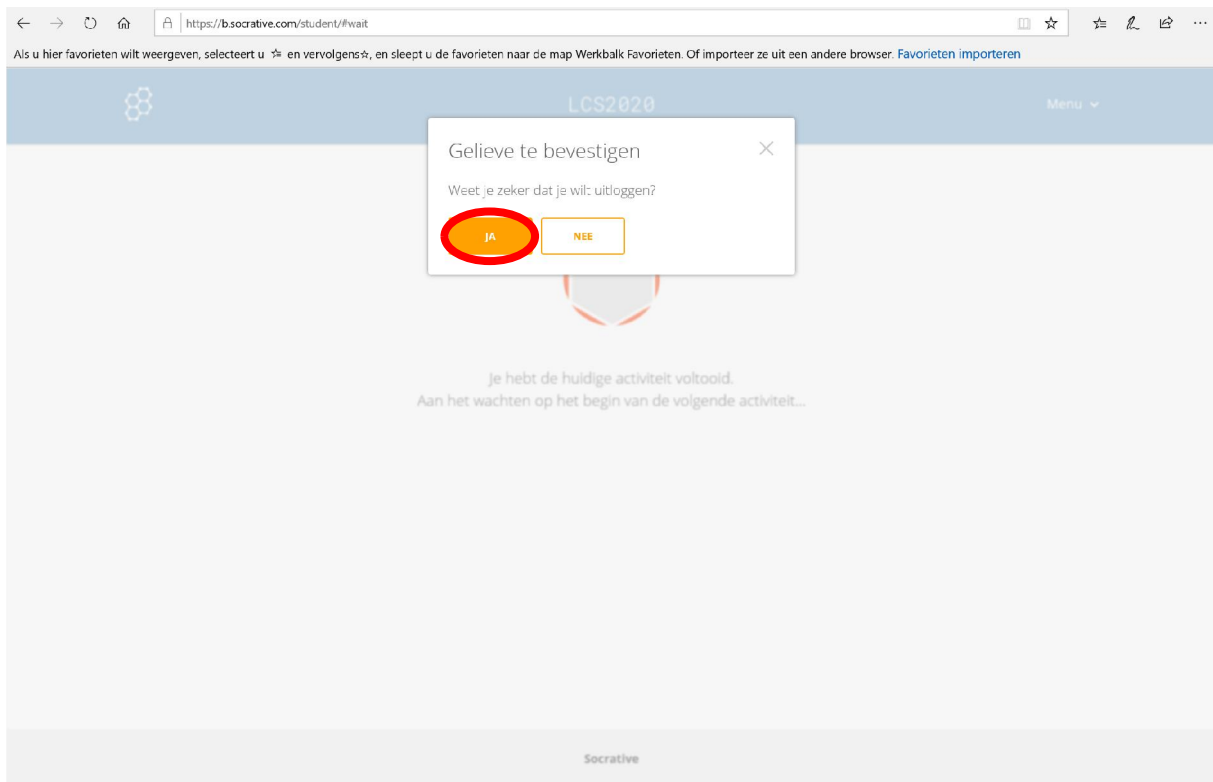 https://b.socrative.com/student/#wait
Als u hier favorieten wilt weergeven, selecteert u en vervolgens☆, en sleept u de favorieten naar de map Werkbalk Favorieten. Of importeer ze uit een andere browser. Favorieten importeren
LCS2020
Menu
Gelieve te bevestigen
Weet je zeker dat je wilt uitloggen?
JA
NEE
Je hebt de huidige activiteit voltooid.
Aan het wachten op het begin van de volgende activiteit...
Socrative